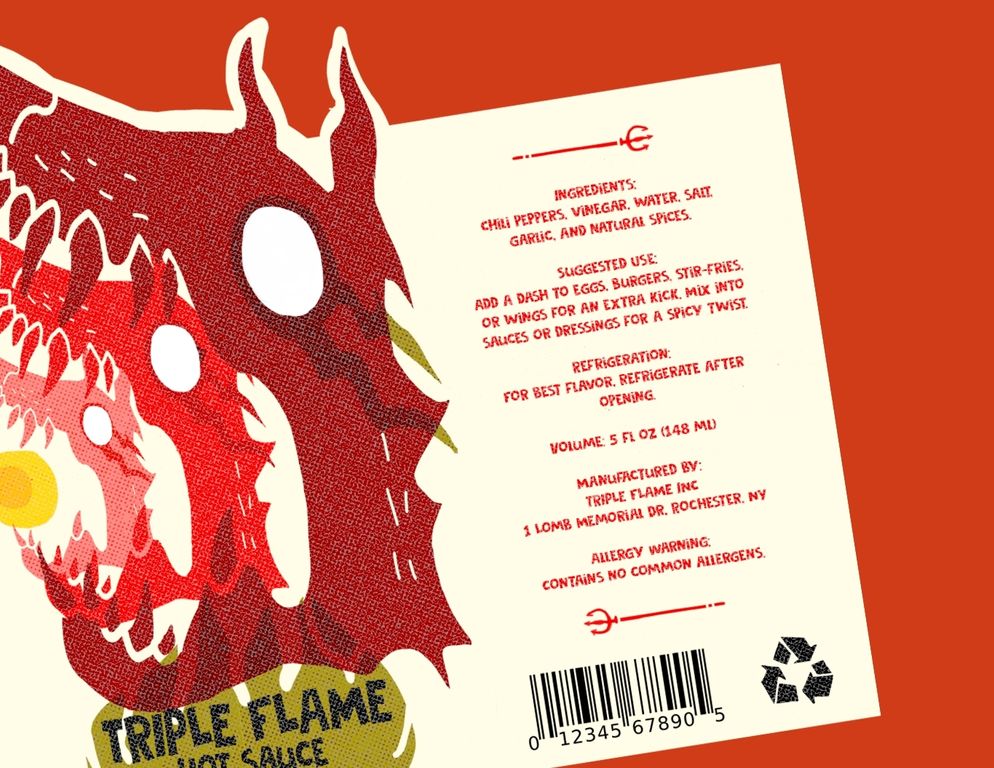 INGREDIENTS:
CHILI PEPPERS, VINEGAR, WATER, SALT,
GARLIC, AND NATURAL SPICES.
SUGGESTED USE:
ADD A DASH TO EGGS, BURGERS, STIR-FRIES,
OR WINGS FOR AN EXTRA KICK. MIX INTO
SAUCES OR DRESSINGS FOR A SPICY TWIST.
REFRIGERATION:
FOR BEST FLAVOR, REFRIGERATE AFTER
OPENING.
VOLUME: 5 FL OZ (148 ML)
MANUFACTURED BY:
TRIPLE FLAME INC
1 LOMB MEMORIAL DR, ROCHESTER, NY
ALLERGY WARNING:
CONTAINS NO COMMON ALLERGENS.
0 12345 67890 5
TRIPLE FLAME
HOT SAUCE